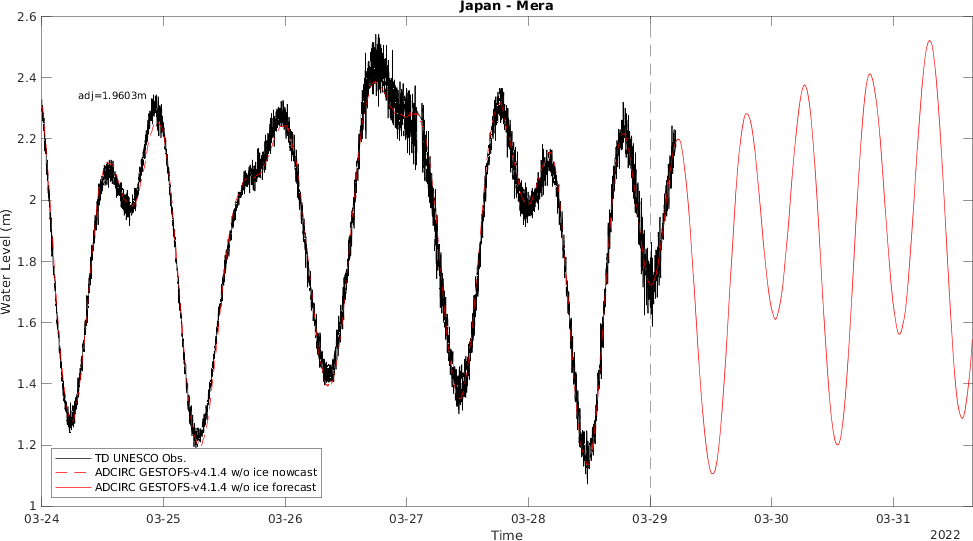 Japan - Mera
2.6
2.4
2.2
2
1.8
1.6
1.4
1.2
1
Water Level (m)
adj=1.9603m
TD UNESCO Obs.
ADCIRC GESTOFS-v4.1.4 w/o ice nowcast
ADCIRC GESTOFS-v4.1.4 w/o ice forecast
03-24 03-25 03-26 03-27 03-28 03-29 03-30 03-31
Time
2022